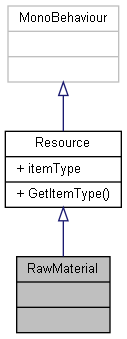 MonoBehaviour
Resource
+ itemType
+ GetItemType()
RawMaterial